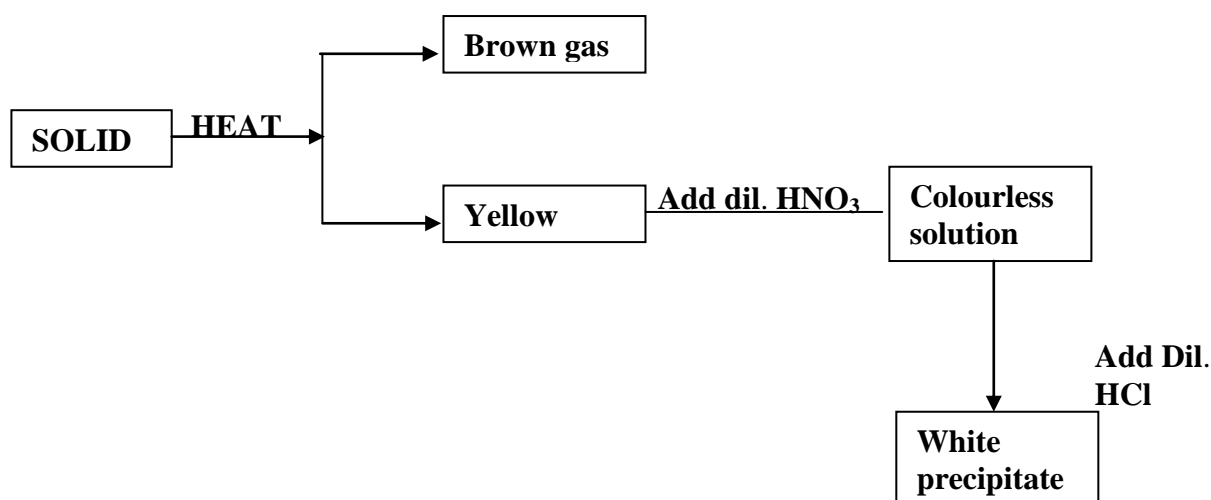 Brown gas
SOLID
HEAT
Yellow
Add dil. HNO₃
Colourless
solution
Add Dil.
HCl
White
precipitate